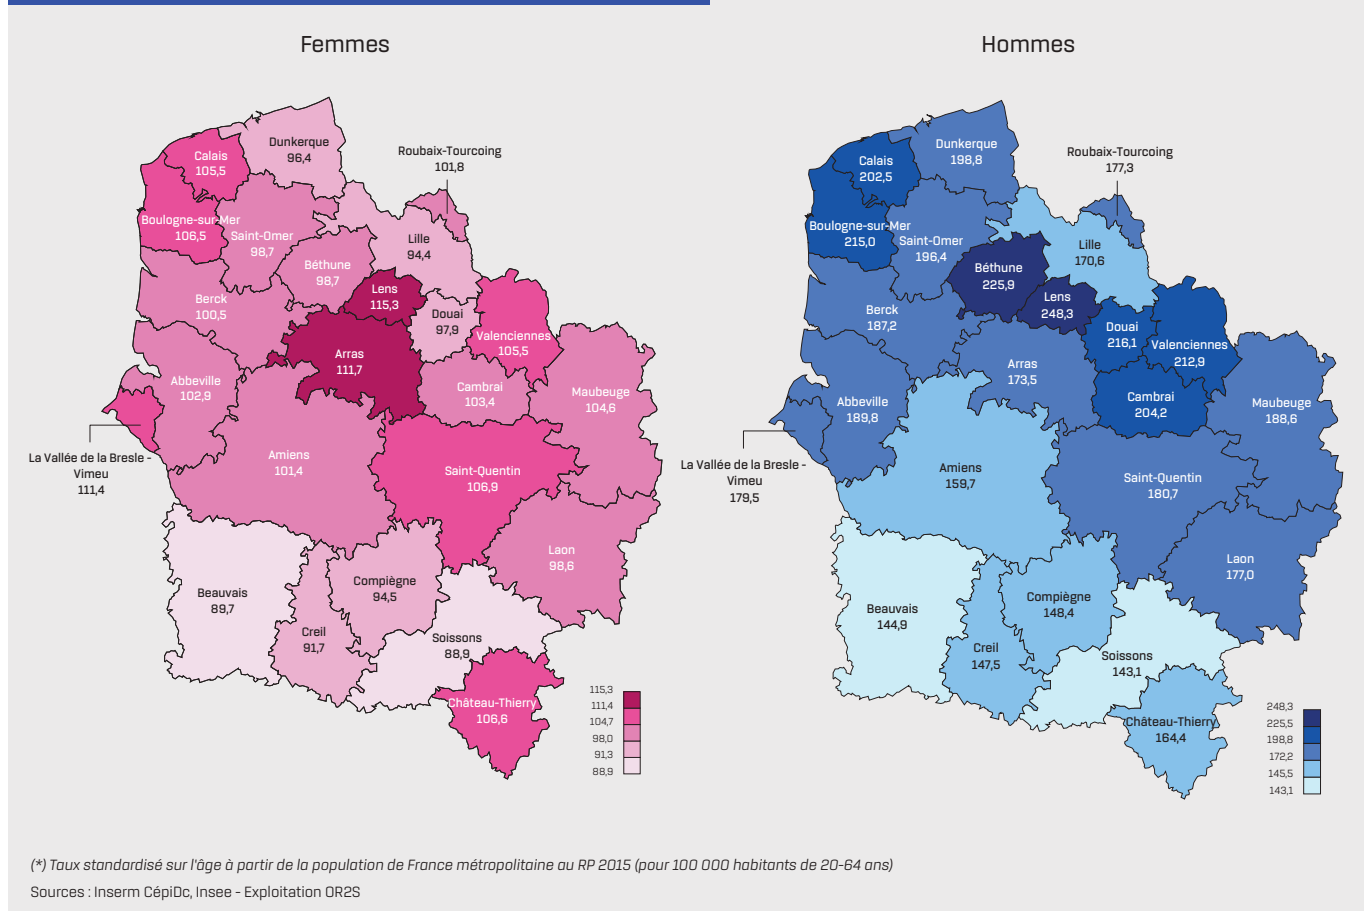 Femmes
Dunkerque
96,4
Calais
105,5
Roubaix-Tourcoing
101,8
Boulogne-sur-Mer
106,5
Saint-Omer
98,7
Lille
94,4
Béthune
98,7
Lens
115,3
Berck
100,5
Douai
97,9
Valenciennes
105,5
Arras
111,7
Abbeville
102,9
Cambrai
103,4
Maubeuge
104,6
La Vallée de la Bresle -
Vimeu
111,4
Amiens
101,4
Saint-Quentin
106,9
Laon
98,6
Compiègne
94,5
Beauvais
89,7
Creil
91,7
Soissons
88,9
Château-Thierry
106,6
115,3
111,4
104,7
98,0
91,3
88,9
Hommes
Dunkerque
198,8
Calais
202,5
Roubaix-Tourcoing
177,3
Boulogne-sur-Mer
215,0
Saint-Omer
196,4
Lille
170,6
Béthune
225,9
Lens
248,3
Berck
187,2
Douai
216,1
Valenciennes
212,9
Arras
173,5
Abbeville
189,8
Cambrai
204,2
Maubeuge
188,6
La Vallée de la Bresle -
Vimeu
179,5
Amiens
159,7
Saint-Quentin
180,7
Laon
177,0
Compiègne
148,4
Beauvais
144,9
Creil
147,5
Soissons
143,1
Château-Thierry
164,4
248,3
225,5
198,8
172,2
145,5
143,1
(*) Taux standardisé sur l'âge à partir de la population de France métropolitaine au RP 2015 (pour 100 000 habitants de 20-64 ans)
Sources : Inserm CépiDc, Insee - Exploitation OR2S